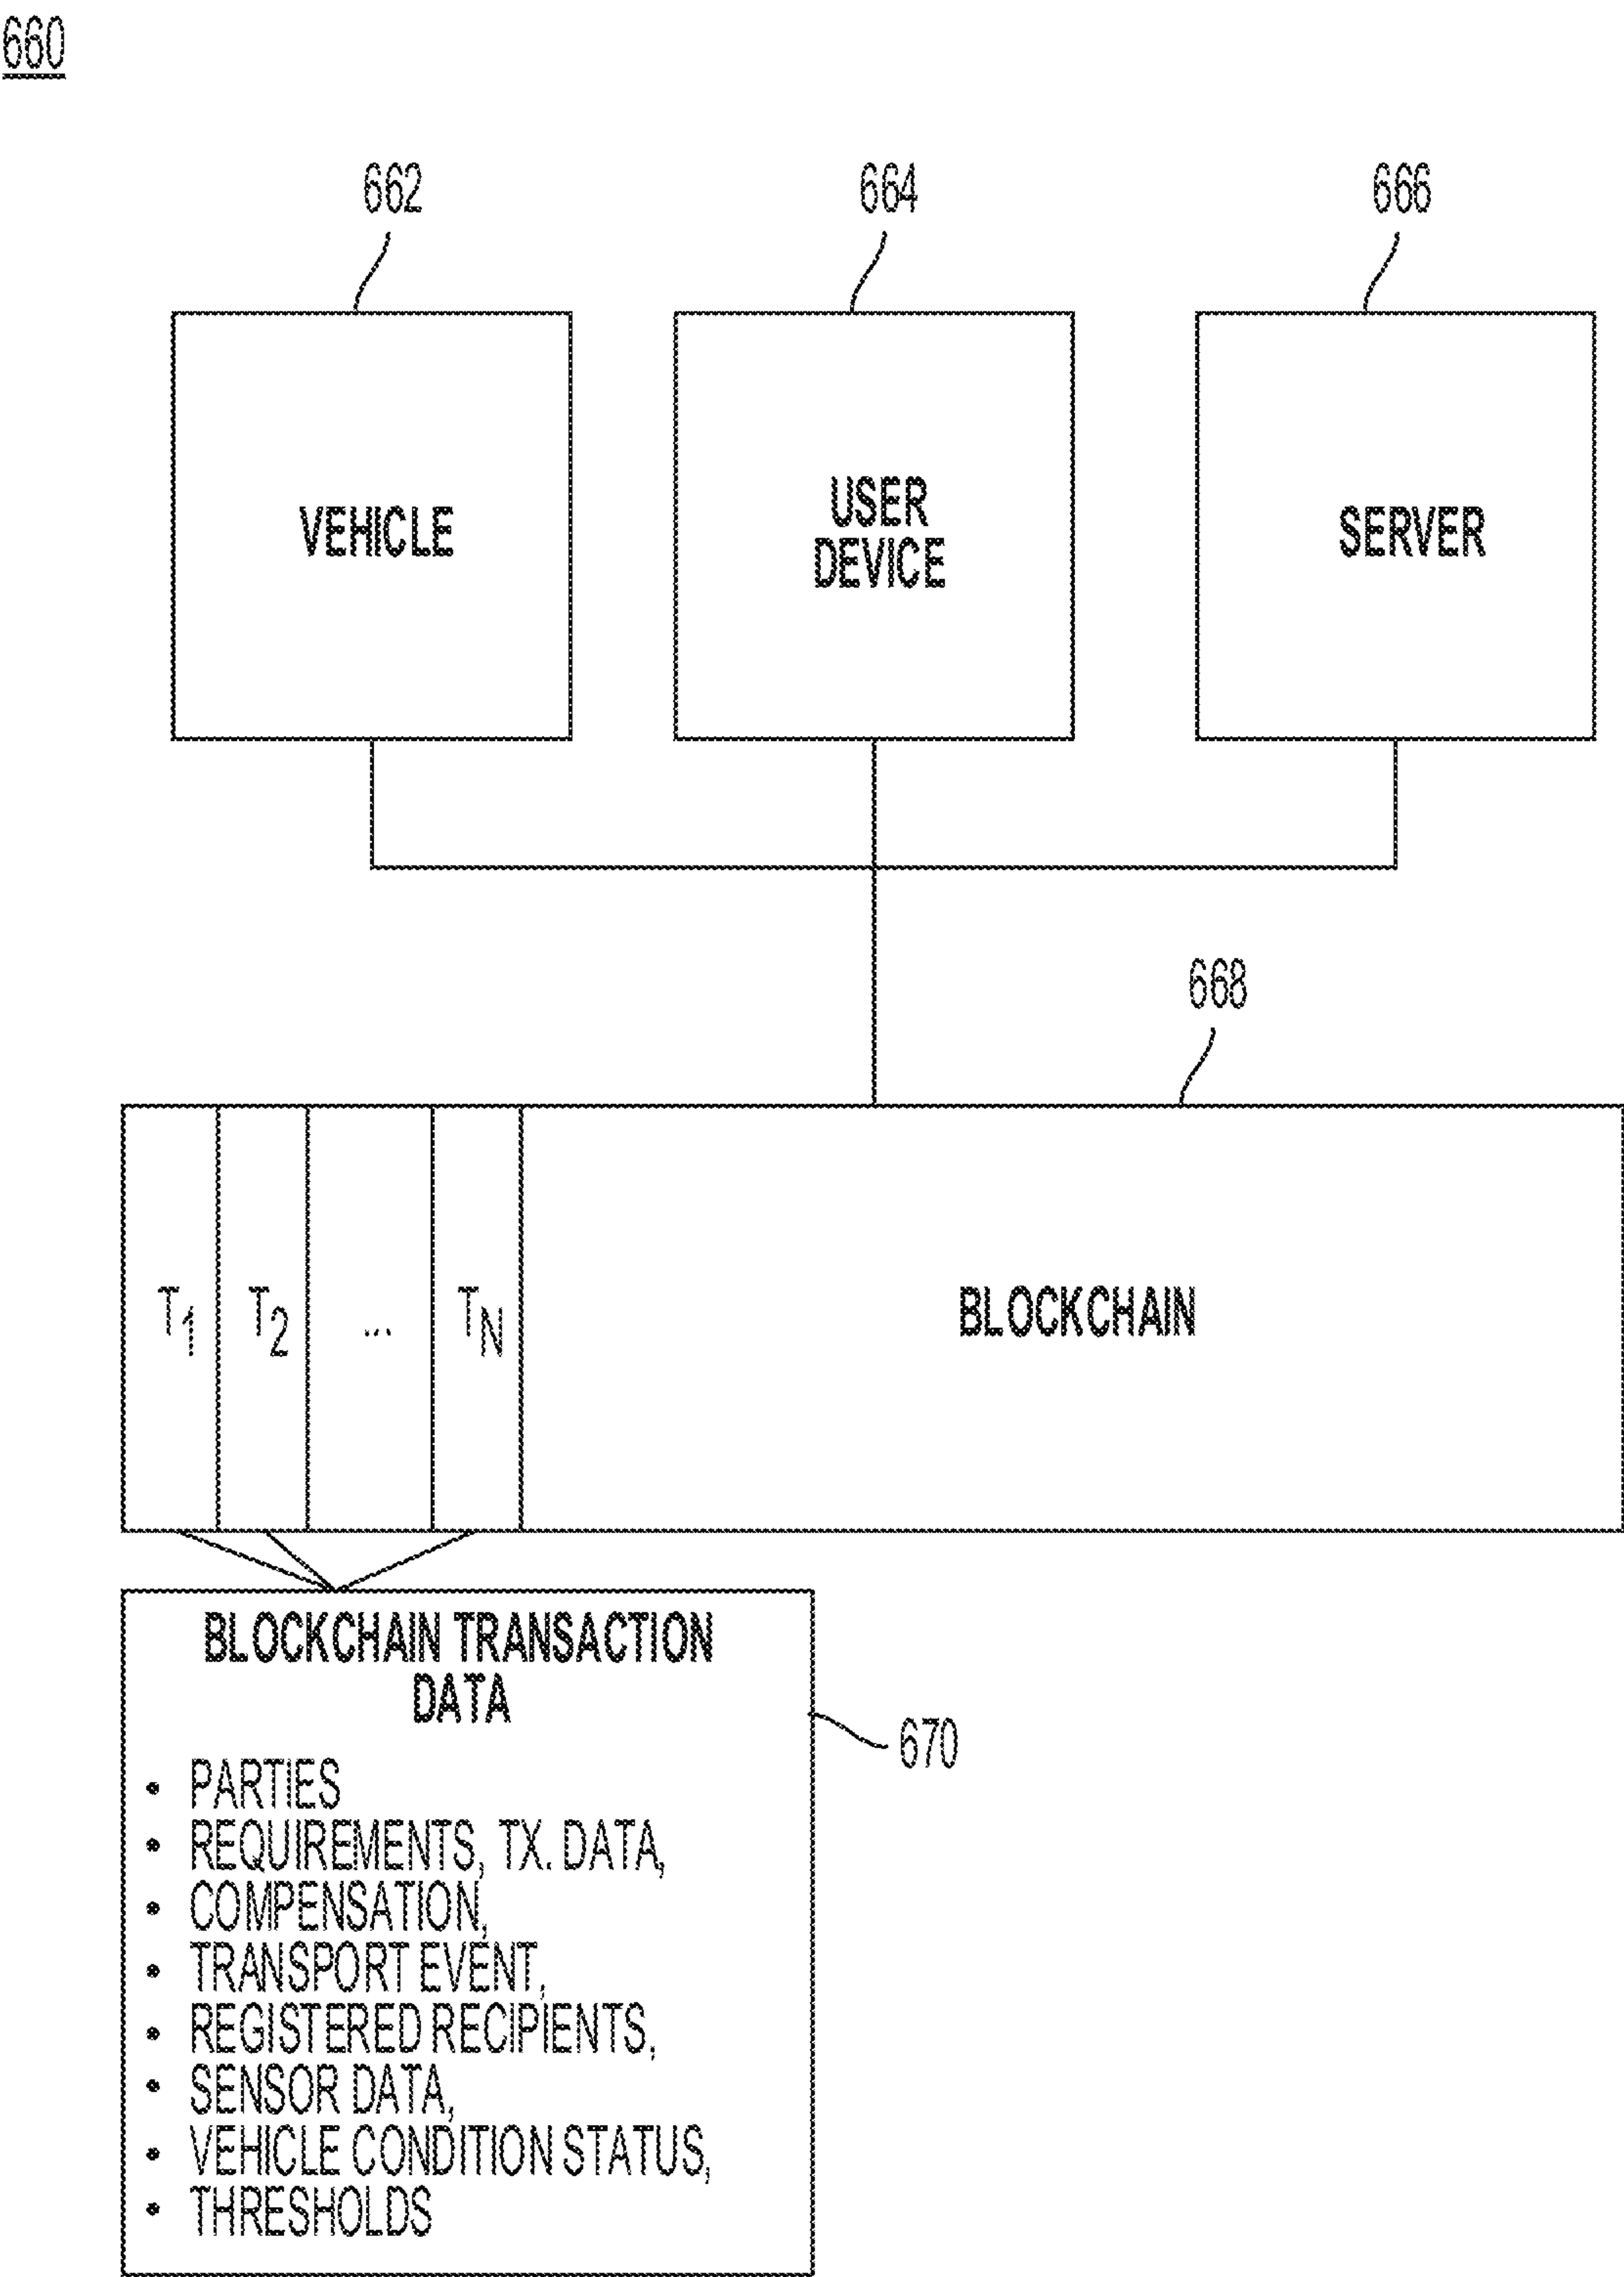 660
662
664
666
VEHICLE
USER
DEVICE
SERVER
668
T1
T2
...
TN
BLOCKCHAIN
BLOCKCHAIN TRANSACTION
DATA
670
• PARTIES
• REQUIREMENTS, TX. DATA,
• COMPENSATION,
• TRANSPORT EVENT,
• REGISTERED RECIPIENTS,
• SENSOR DATA,
• VEHICLE CONDITION STATUS,
• THRESHOLDS